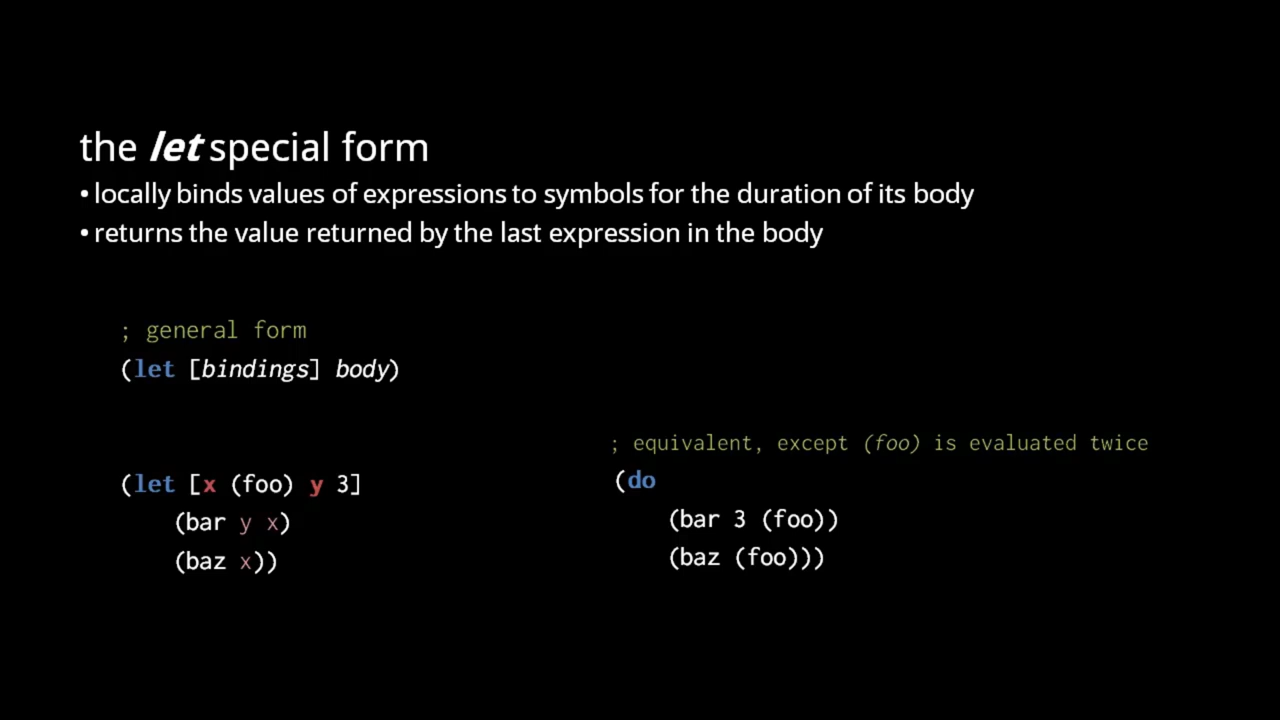 the let special form
• locally binds values of expressions to symbols for the duration of its body
• returns the value returned by the last expression in the body
; general form
(let [bindings] body)
(let [x (foo) y 3]
(bar y x)
(baz x))
; equivalent, except (foo) is evaluated twice
(do
(bar 3 (foo))
(baz (foo)))